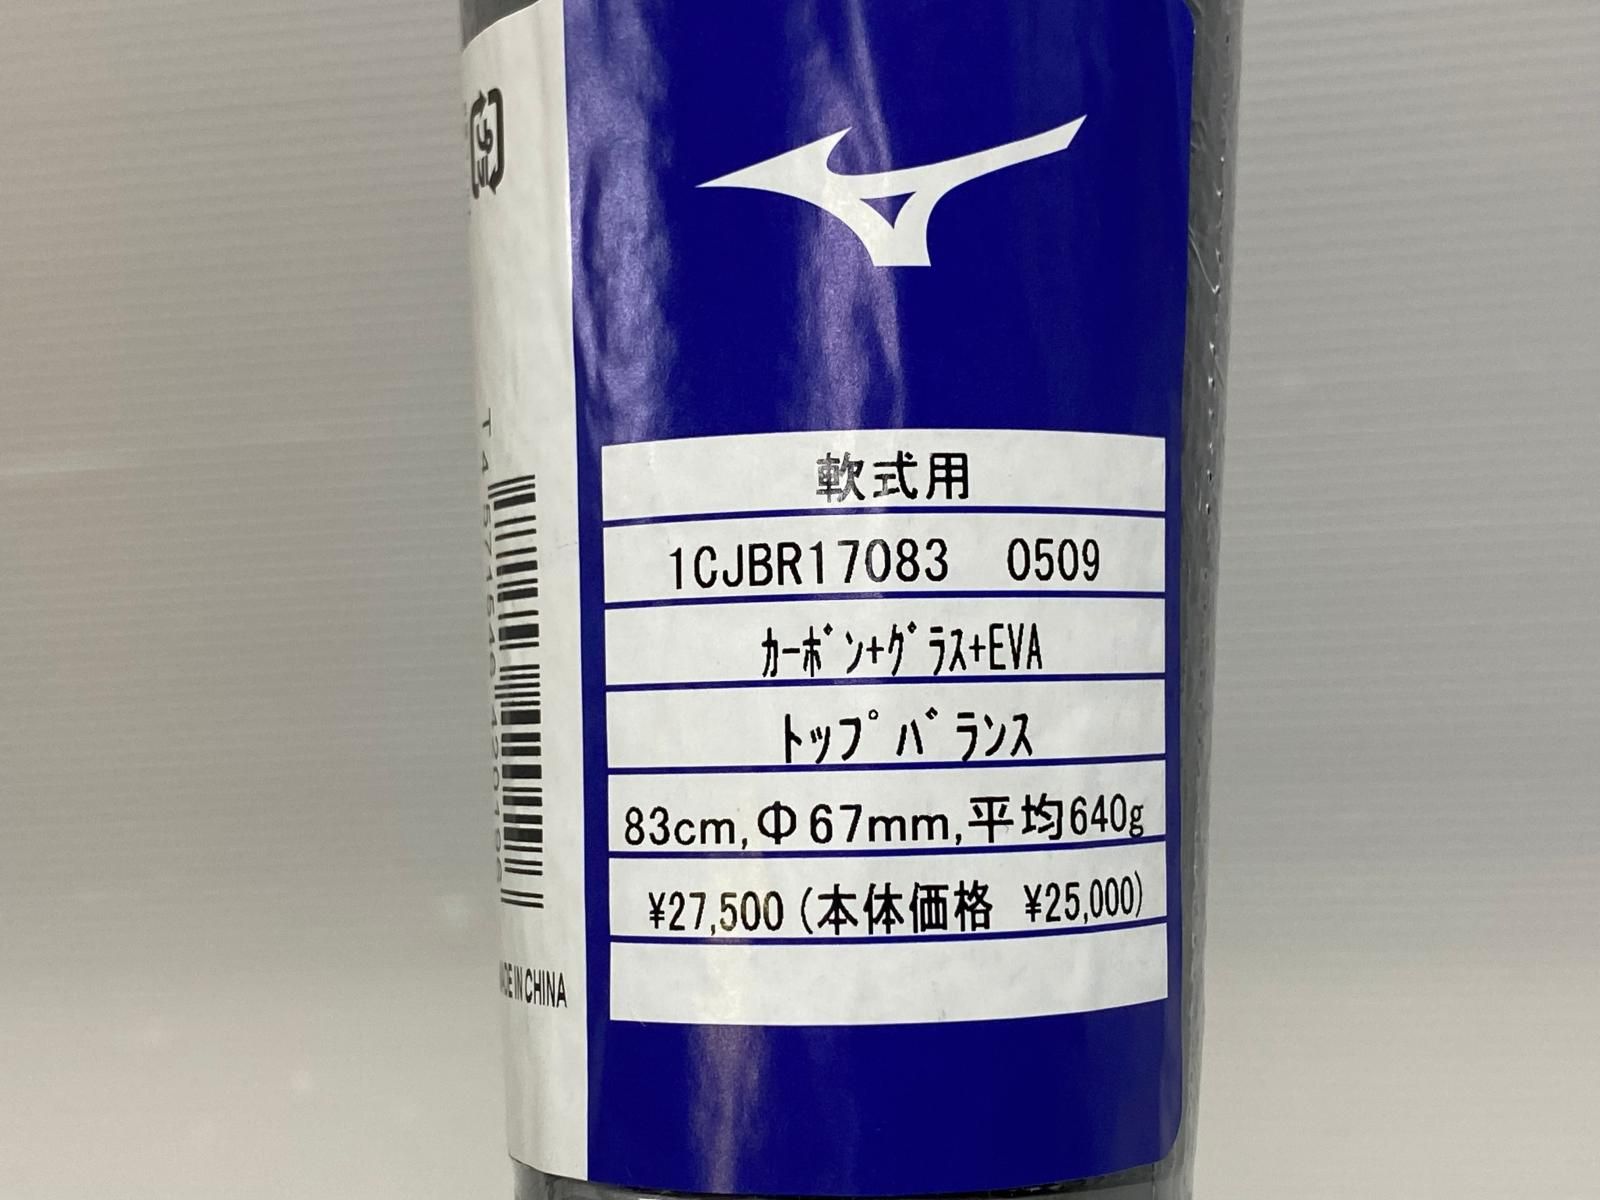 軟式用
1CJBR17083 0509
ｶｰﾎﾞﾝ+ｸﾞﾗｽ+EVA
ﾄｯﾌﾟﾊﾞﾗﾝｽ
83cm,Φ67mm,平均640g
¥27,500(本体価格 ¥25,000)
IN CHINA